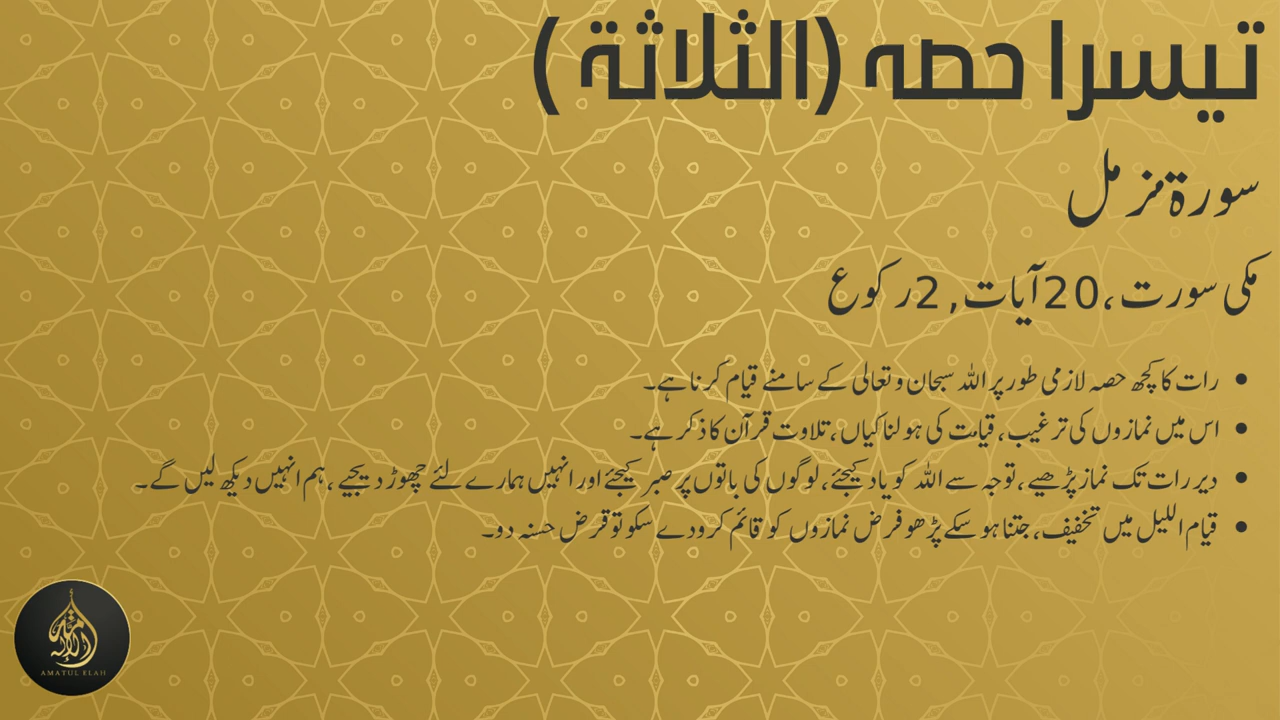 تیسرا حصہ (الثلاثة )
سورۃ مزمل
مکی سورت، 20 آیات, 2 رکوع
• رات کا کچھ حصہ لازمی طور پر اللہ سبحان و تعالی کے سامنے قیام کرنا ہے۔
• اس میں نمازوں کی ترغیب، قیامت کی ہولناکیاں، تلاوت قرآن کا ذکر ہے۔
• دیر رات تک نماز پڑھیے، توجہ سے اللہ کو یاد کیجئے، لوگوں کی باتوں پر صبر کیجئے اور انہیں ہمارے لئے چھوڑ دیجیے، ہم انہیں دیکھ لیں گے۔
• قیام اللیل میں تخفیف، جتنا ہو سکے پڑھو فرض نمازوں کو قائم کرو دے سکو تو قرض حسنہ دو۔
AMATUL ELAH